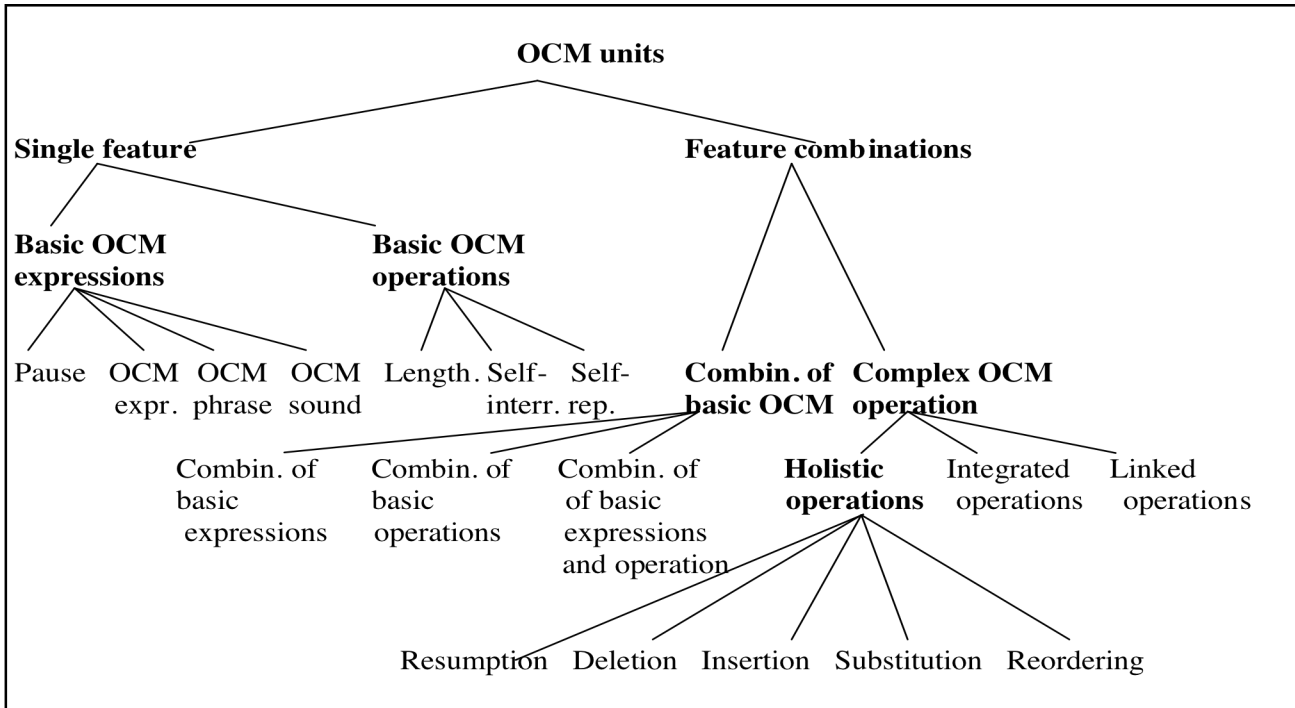 OCM units
Single feature
Feature combinations
Basic OCM
expressions
Basic OCM
operations
Pause
OCM
expr.
OCM
phrase
OCM
sound
Length.
Self-
interr.
Self-
rep.
Combin. of
basic OCM
Complex OCM
operation
Combin. of
basic
expressions
Combin. of
basic
operations
Combin. of
of basic
expressions
and operation
Holistic
operations
Integrated
operations
Linked
operations
Resumption
Deletion
Insertion
Substitution
Reordering